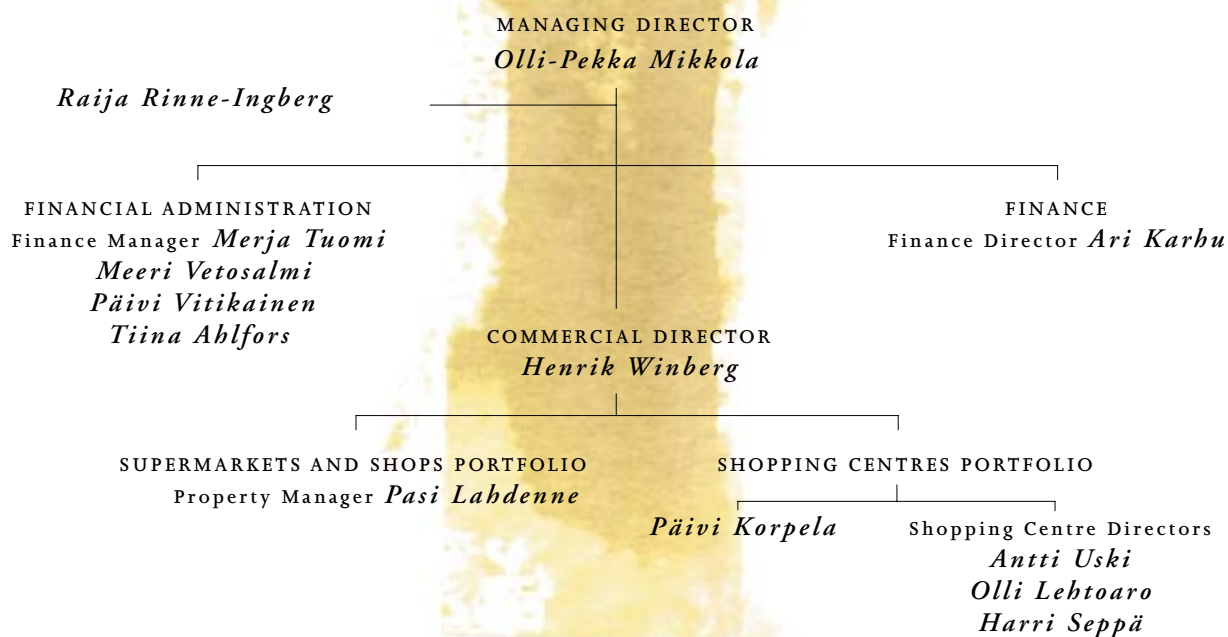 MANAGING DIRECTOR
Olli-Pekka Mikkola
Raija Rinne-Ingberg
FINANCIAL ADMINISTRATION
Finance Manager Merja Tuomi
Meeri Vetosalmi
Päivi Vitikainen
Tiina Ahlfors
FINANCE
Finance Director Ari Karhu
COMMERCIAL DIRECTOR
Henrik Winberg
SUPERMARKETS AND SHOPS PORTFOLIO
Property Manager Pasi Lahdenne
SHOPPING CENTRES PORTFOLIO
Päivi Korpela
Shopping Centre Directors
Antti Uski
Olli Lehtoaro
Harri Seppä